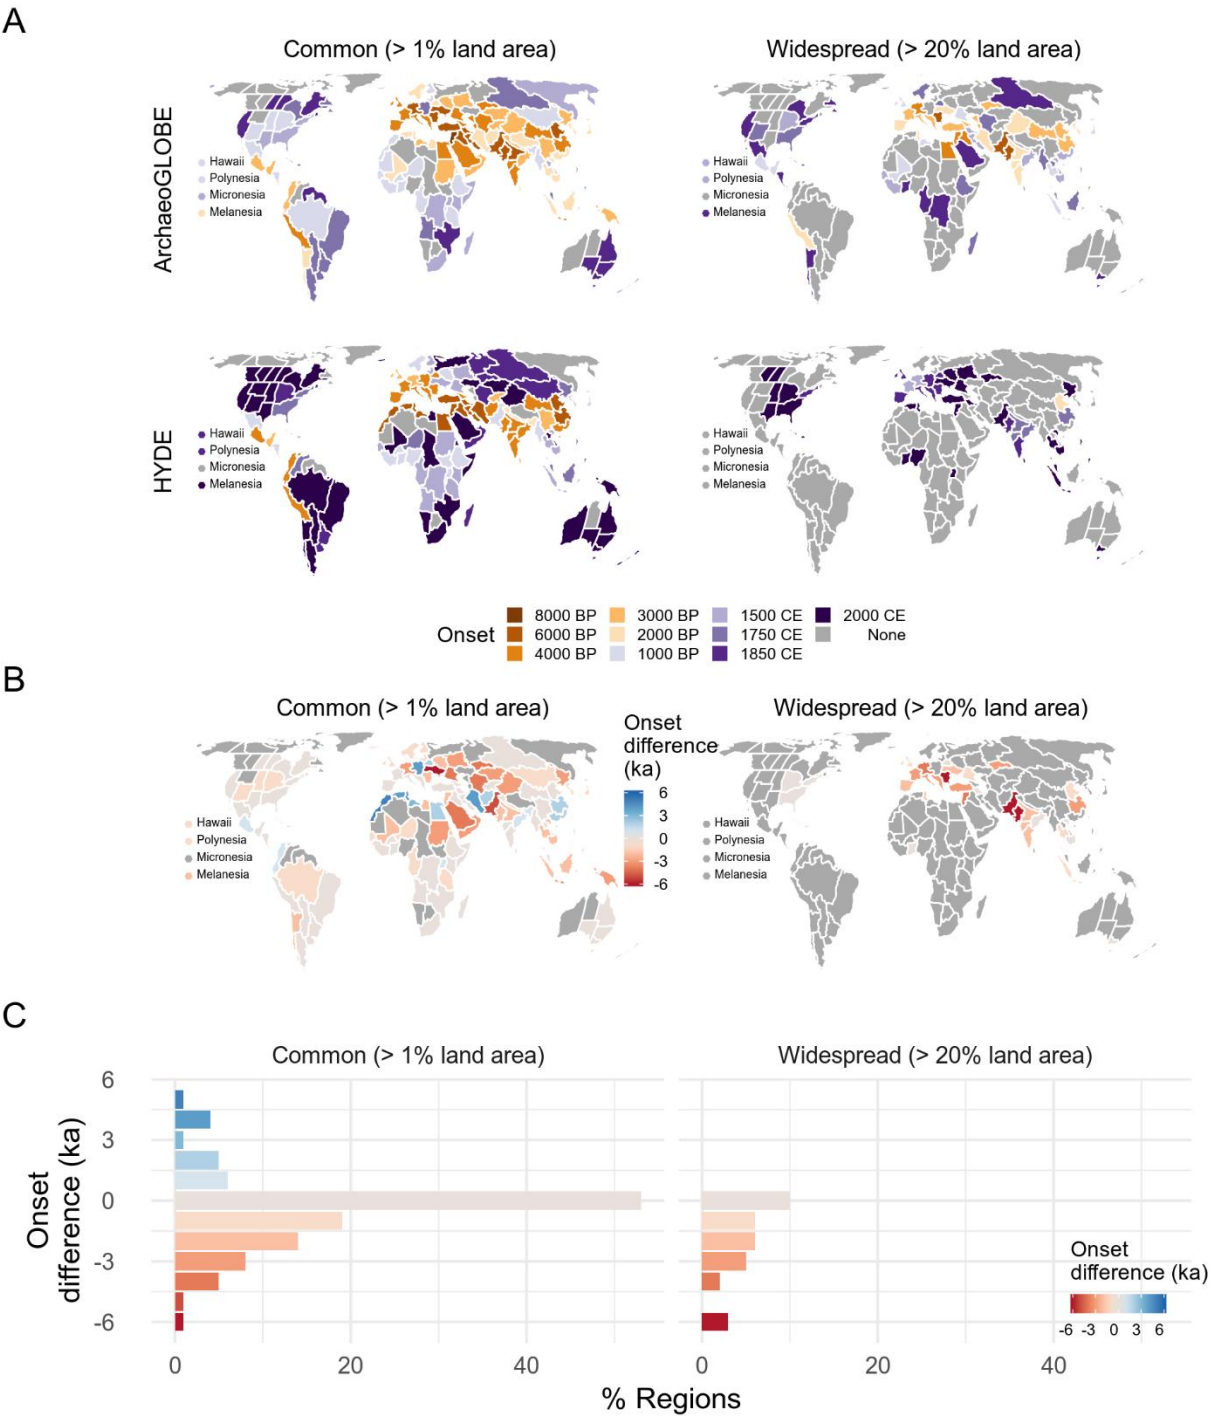 A
Common (> 1% land area)
Widespread (> 20% land area)
ArchaeoGLOBE
Hawaii
Polynesia
Micronesia
Melanesia
Hawaii
Polynesia
Micronesia
Melanesia
HYDE
Hawaii
Polynesia
Micronesia
Melanesia
Hawaii
Polynesia
Micronesia
Melanesia
Onset
8000 BP
6000 BP
4000 BP
3000 BP
2000 BP
1000 BP
1500 CE
1750 CE
1850 CE
2000 CE
None
B
Common (> 1% land area)
Widespread (> 20% land area)
Onset
difference
(ka)
6
3
0
-3
-6
Hawaii
Polynesia
Micronesia
Melanesia
Hawaii
Polynesia
Micronesia
Melanesia
C
Common (> 1% land area)
Widespread (> 20% land area)
Onset
difference (ka)
6
3
0
-3
-6
Onset
difference (ka)
-6 -3 0 3 6
0 20 40
0 20 40
% Regions